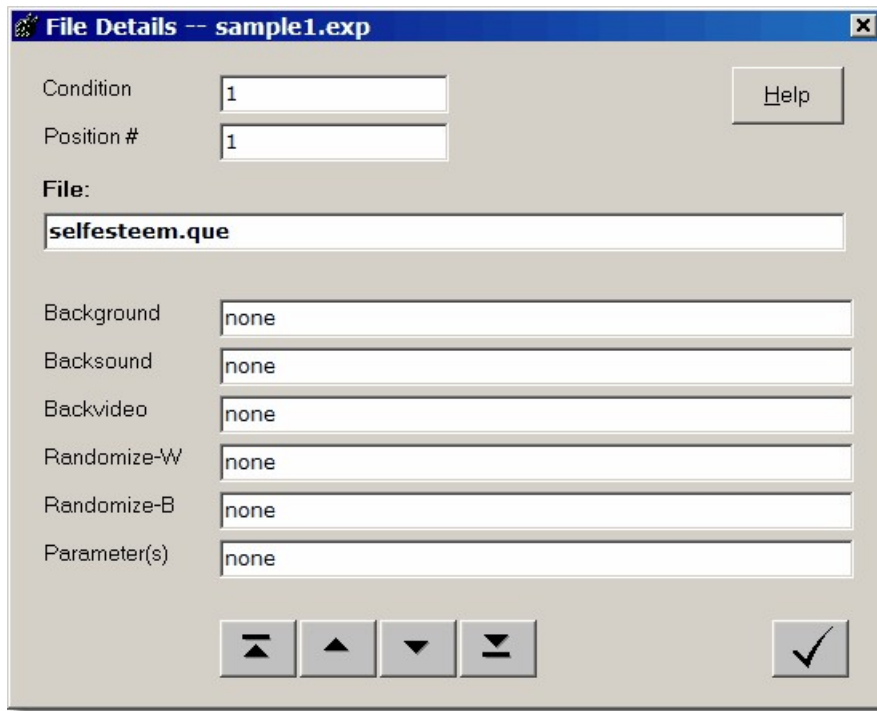 File Details -- sample1.exp
Condition 1 Help
Position # 1
File:
selfesteem.que
Background none
Backsound none
Backvideo none
Randomize-W none
Randomize-B none
Parameter(s) none